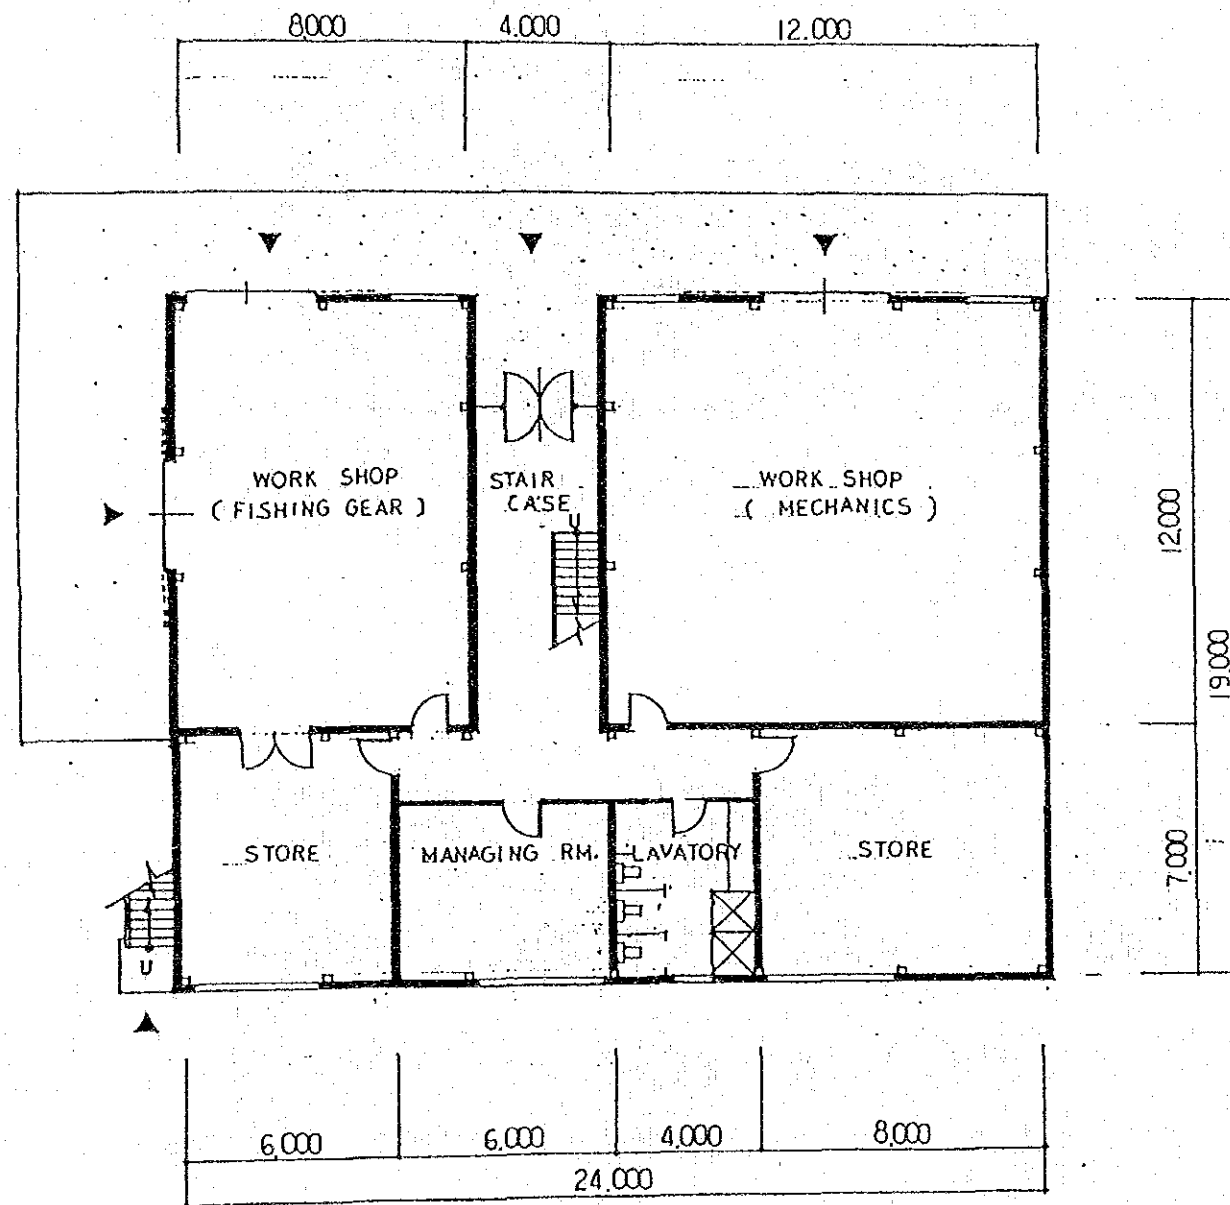 8000 4.000 12.000
WORK SHOP
( FISHING GEAR )
STAIR
CASE
U
WORK SHOP
( MECHANICS )
12,000
19,000
7,000
STORE
MANAGING RM.
LAVATORY
STORE
U
6,000 6,000 4,000 8,000
24.000